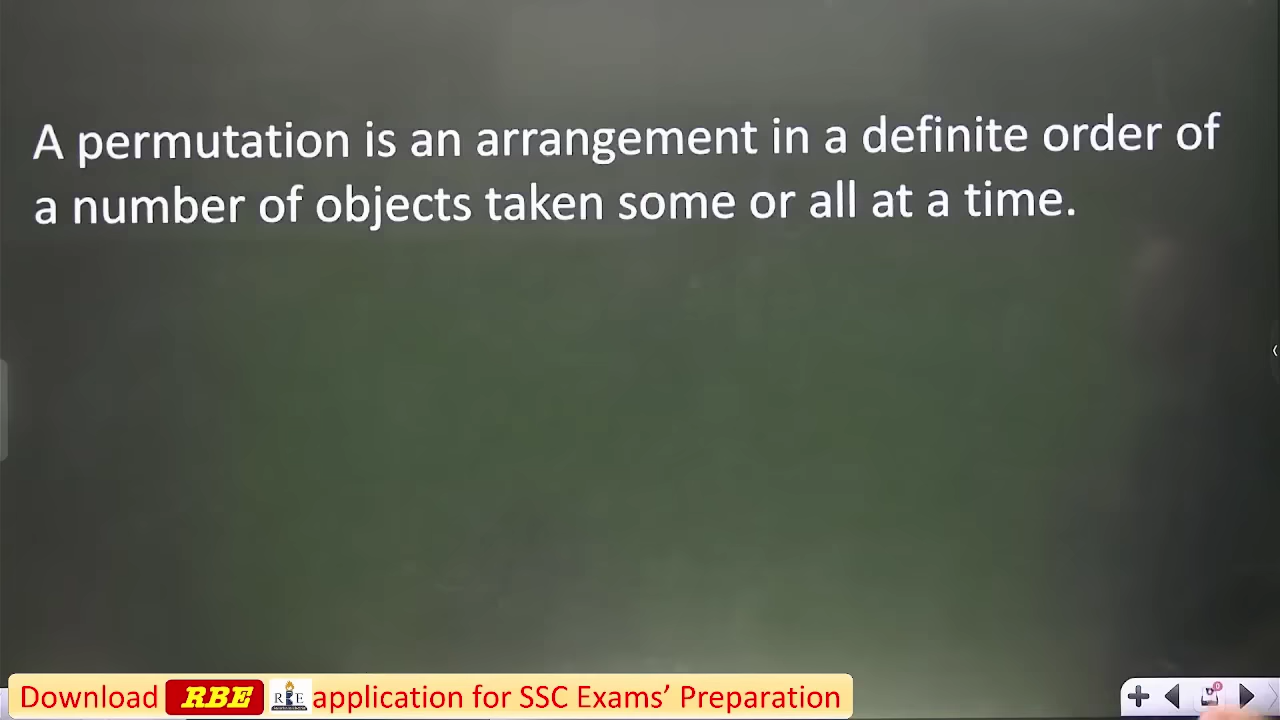 A permutation is an arrangement in a definite order of
a number of objects taken some or all at a time.
Download RBE RBE application for SSC Exams’ Preparation